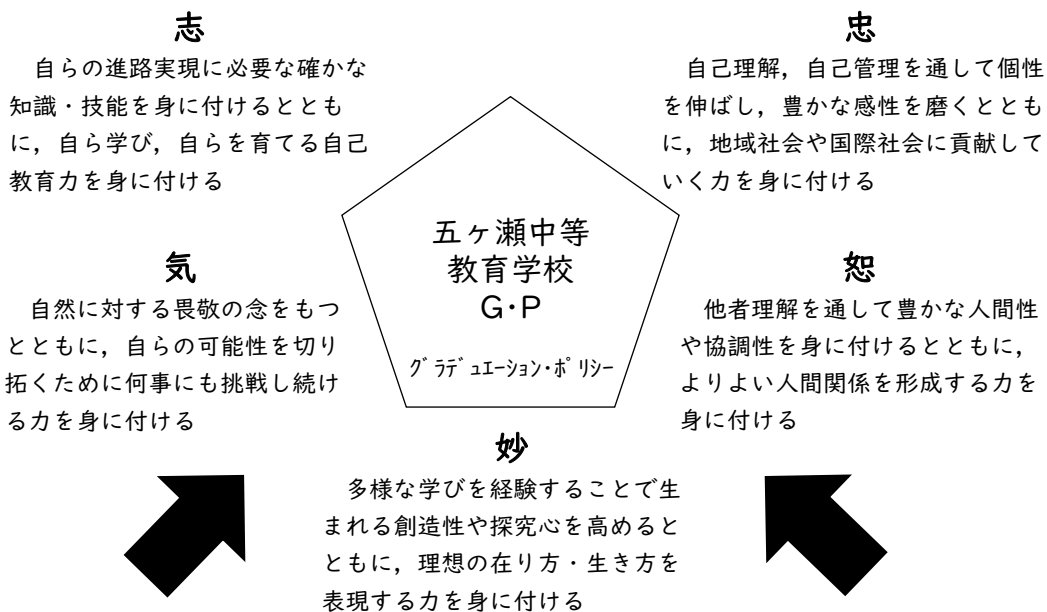 志
自らの進路実現に必要な確かな
知識・技能を身に付けるととも
に，自ら学び，自らを育てる自己
教育力を身に付ける
忠
自己理解，自己管理を通して個性
を伸ばし，豊かな感性を磨くととも
に，地域社会や国際社会に貢献して
いく力を身に付ける
五ヶ瀬中等
教育学校
G・P
グラデュエーション・ポリシー
気
自然に対する畏敬の念をもつ
とともに，自らの可能性を切り
拓くために何事にも挑戦し続け
る力を身に付ける
恕
他者理解を通して豊かな人間性
や協調性を身に付けるとともに，
よりよい人間関係を形成する力を
身に付ける
妙
多様な学びを経験することで生
まれる創造性や探究心を高めると
ともに，理想の在り方・生き方を
表現する力を身に付ける